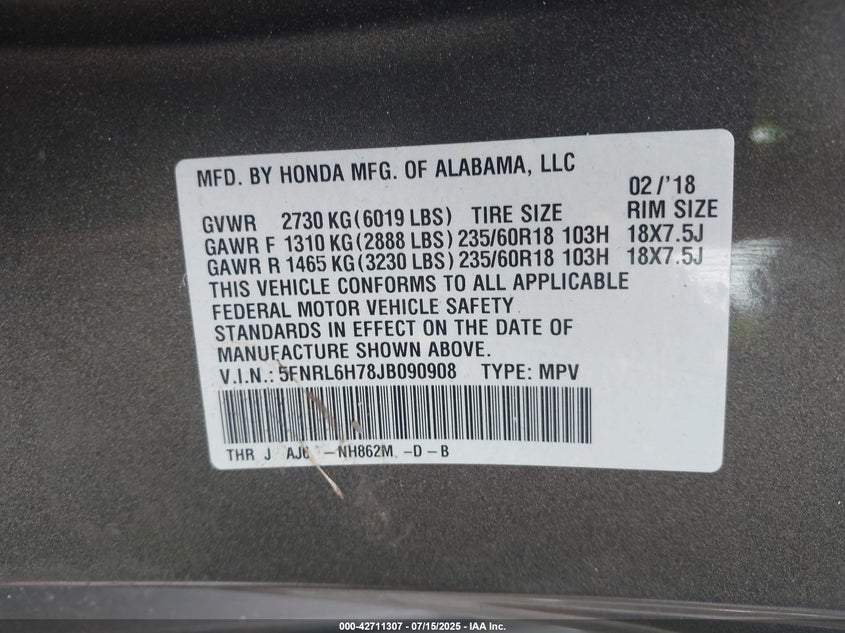 MFD. BY HONDA MFG. OF ALABAMA, LLC
02/'18
GVWR 2730 KG(6019 LBS) TIRE SIZE RIM SIZE
GAWR F 1310 KG(2888 LBS) 235/60R18 103H 18X7.5J
GAWR R 1465 KG(3230 LBS) 235/60R18 103H 18X7.5J
THIS VEHICLE CONFORMS TO ALL APPLICABLE
FEDERAL MOTOR VEHICLE SAFETY
STANDARDS IN EFFECT ON THE DATE OF
MANUFACTURE SHOWN ABOVE.
V.I.N.: 5FNRL6H78JB090908 TYPE: MPV
THR J -NH862M -D-B
000-42711307 / 07/15/2025 - IAA Inc.